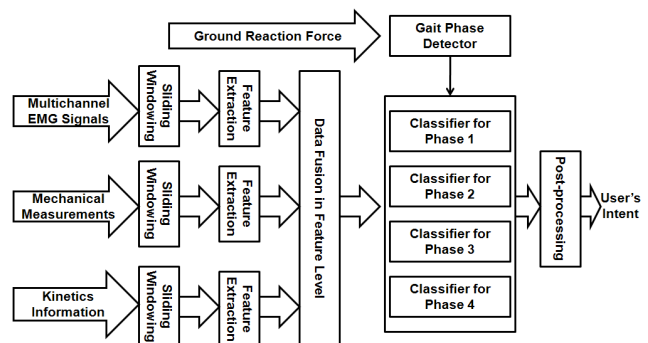 Ground Reaction Force
Gait Phase
Detector
Multichannel
EMG Signals
Sliding
Windowing
Feature
Extraction
Mechanical
Measurements
Sliding
Windowing
Feature
Extraction
Kinetics
Information
Sliding
Windowing
Feature
Extraction
Data Fusion in Feature Level
Classifier for
Phase 1
Classifier for
Phase 2
Classifier for
Phase 3
Classifier for
Phase 4
Post-processing
User's
Intent